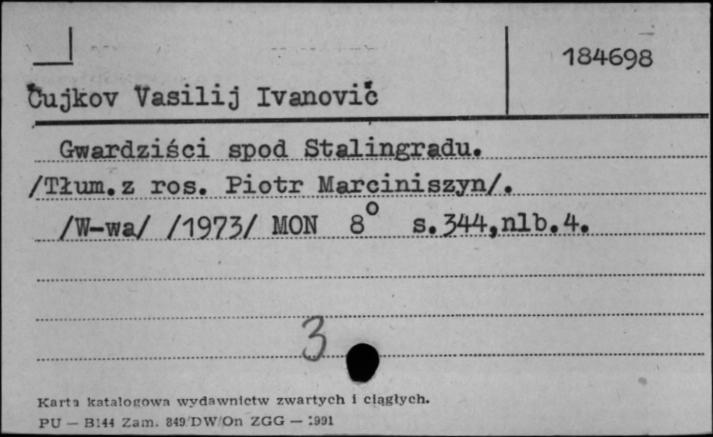 184698
Čujkov Vasilij Ivanovič
Gwardziści spod Stalingradu.
/Tłum.z ros. Piotr Marciniszyn/.
/W-wa/ /1973/ MON 8° s.344,nlb.4.
3
Karta katalogowa wydawnictw zwartych i ciągłych.
PU — B144 Zam. 849/DW/On ZGG — 1991